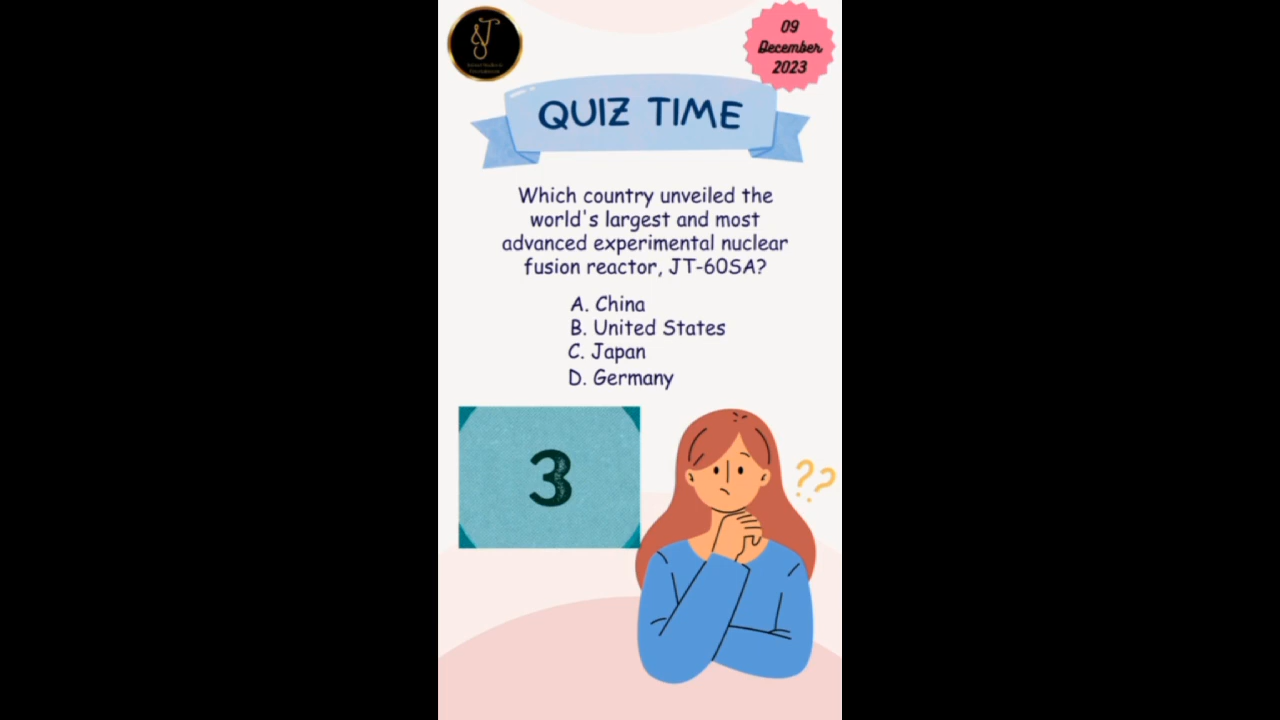 09
December
2023
QUIZ TIME
Which country unveiled the
world's largest and most
advanced experimental nuclear
fusion reactor, JT-60SA?
A. China
B. United States
C. Japan
D. Germany
3
??